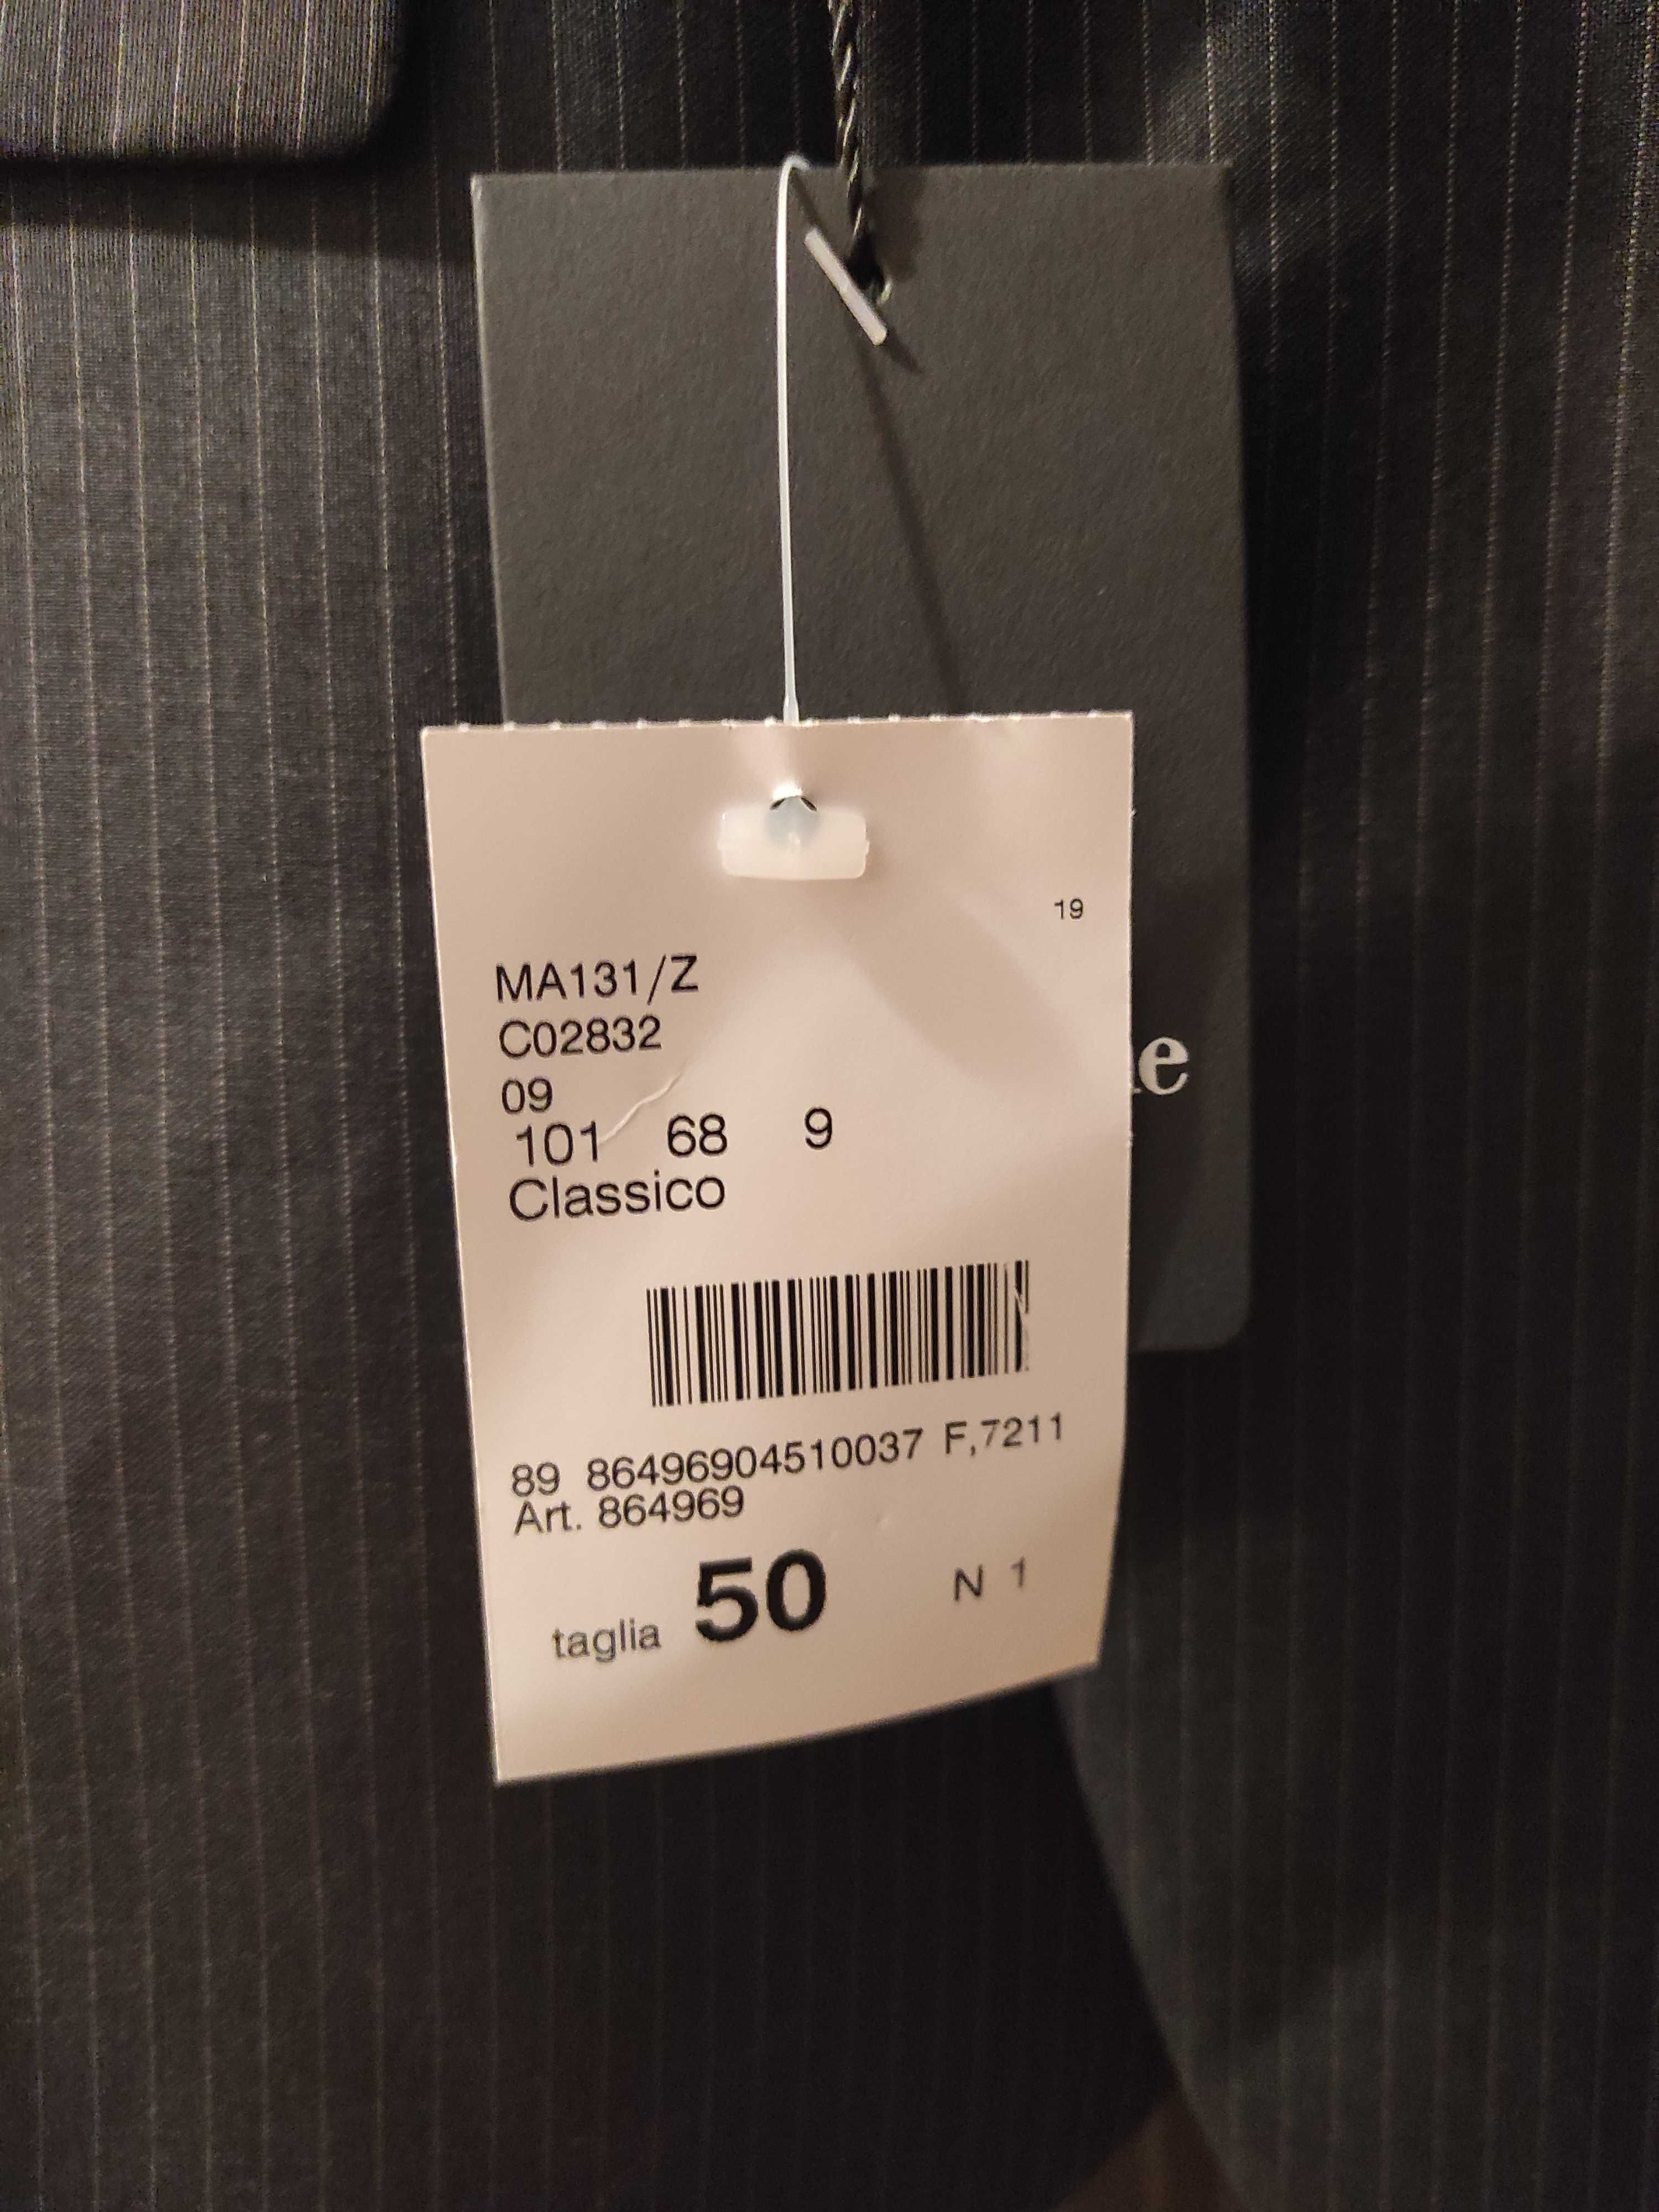 19
MA131/Z
C02832
09
101 68 9
Classico
89 86496904510037 F,7211
Art. 864969
taglia 50 N 1